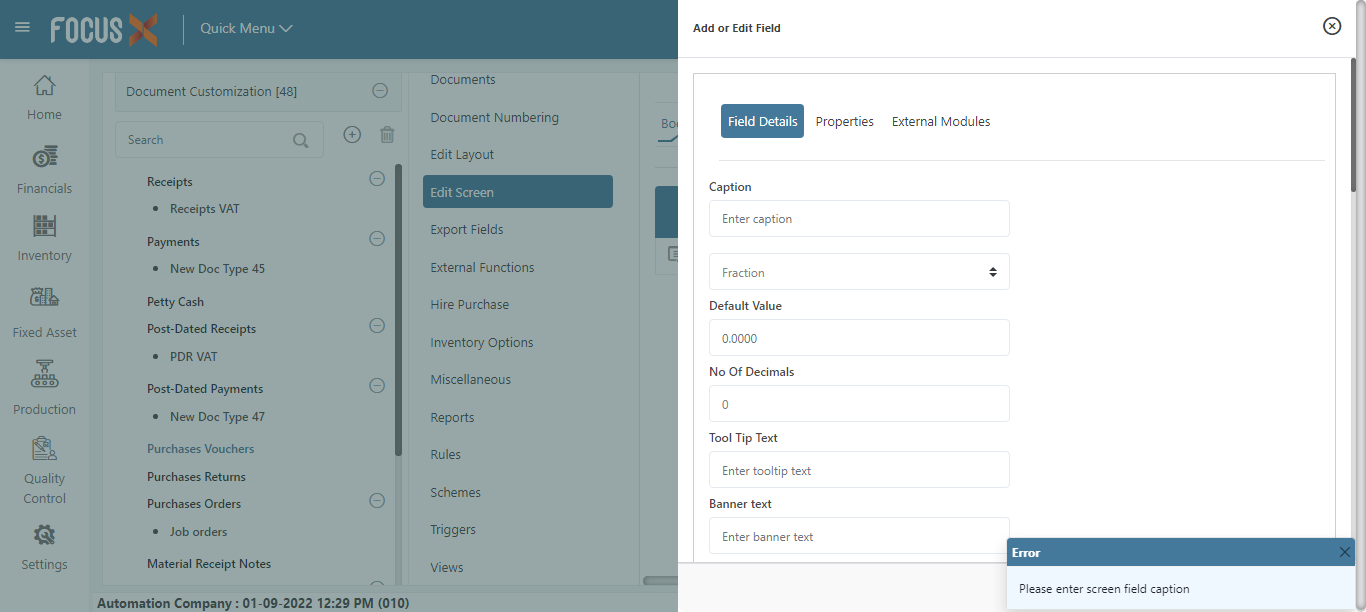 FOCUS X
Quick Menu
Home
Financials
Inventory
Fixed Asset
Production
Quality
Control
Settings
Document Customization [48]
Search
Receipts
Receipts VAT
Payments
New Doc Type 45
Petty Cash
Post-Dated Receipts
PDR VAT
Post-Dated Payments
New Doc Type 47
Purchases Vouchers
Purchases Returns
Purchases Orders
Job orders
Material Receipt Notes
Documents
Document Numbering
Edit Layout
Edit Screen
Export Fields
External Functions
Hire Purchase
Inventory Options
Miscellaneous
Reports
Rules
Schemes
Triggers
Views
Automation Company : 01-09-2022 12:29 PM (010)
Add or Edit Field
Field Details
Properties
External Modules
Caption
Enter caption
Fraction
Default Value
0.0000
No Of Decimals
0
Tool Tip Text
Enter tooltip text
Banner text
Enter banner text
Error
Please enter screen field caption